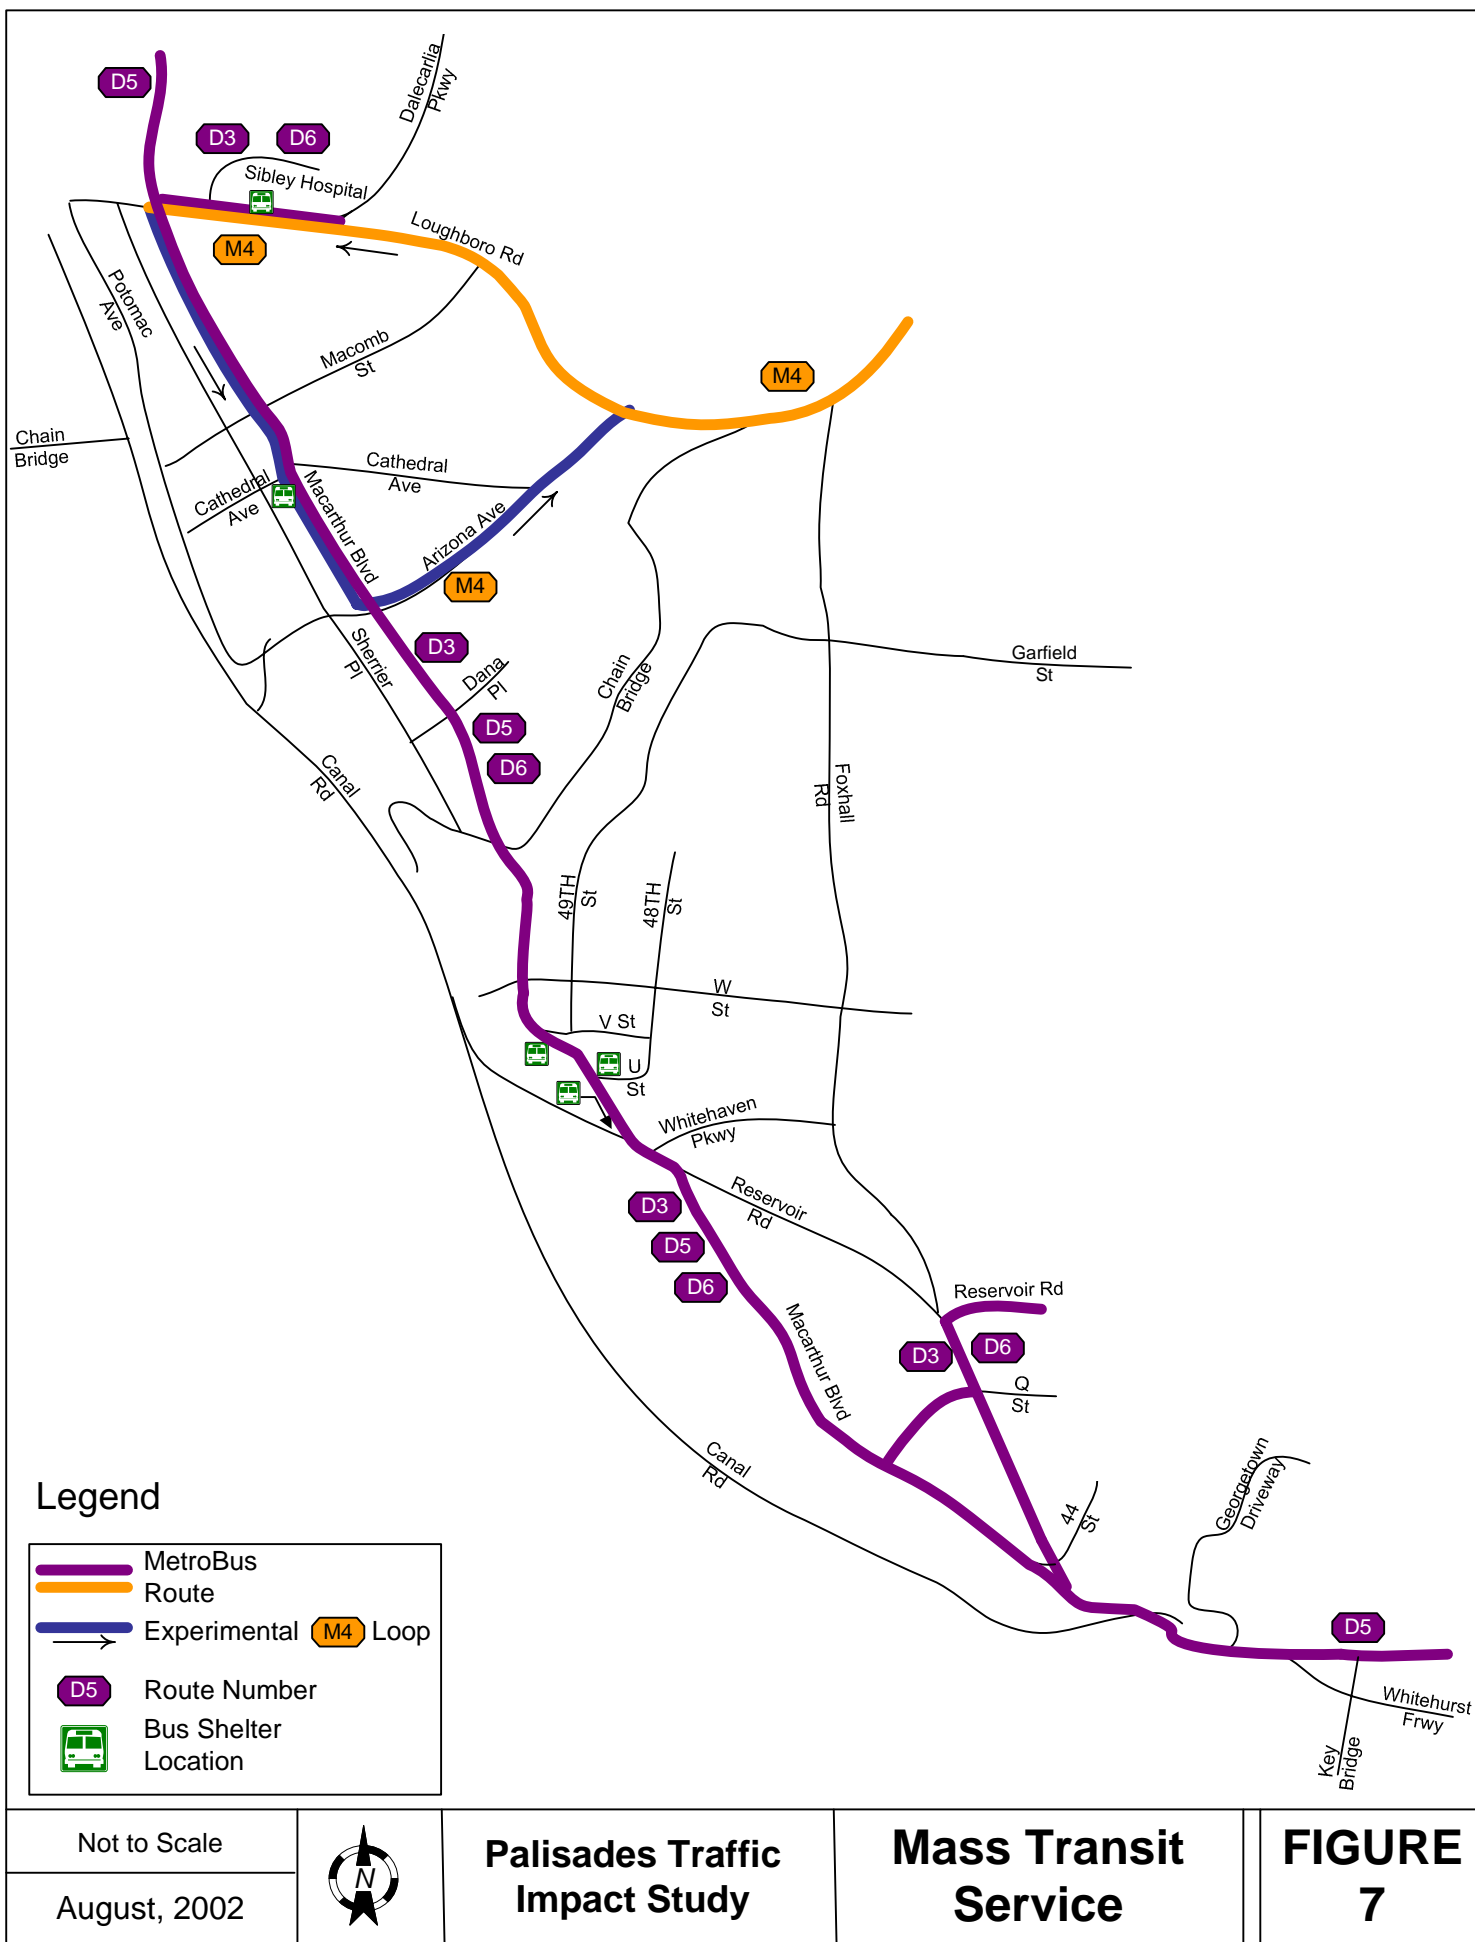 D5
Dalecarlia
Pkwy
D3
D6
Sibley Hospital
Loughboro Rd
M4
Potomac
Ave
Macomb
St
M4
Chain
Bridge
Cathedral
Ave
Cathedral
Ave
Macarthur Blvd
Arizona Ave
M4
Sherrier
Pl
D3
Dana
Pl
Chain
Bridge
Garfield
St
D5
D6
Canal
Rd
Foxhall
Rd
49TH
St
48TH
St
W
St
V St
U
St
Whitehaven
Pkwy
D3
D5
D6
Reservoir
Rd
Reservoir Rd
Macarthur Blvd
D3
D6
Q
St
Canal
Rd
44
St
Georgetown
Driveway
D5
Whitehurst
Frwy
Key
Bridge
Legend
MetroBus
Route
Experimental M4 Loop
D5 Route Number
Bus Shelter
Location
Not to Scale
August, 2002
N
Palisades Traffic
Impact Study
Mass Transit
Service
FIGURE
7